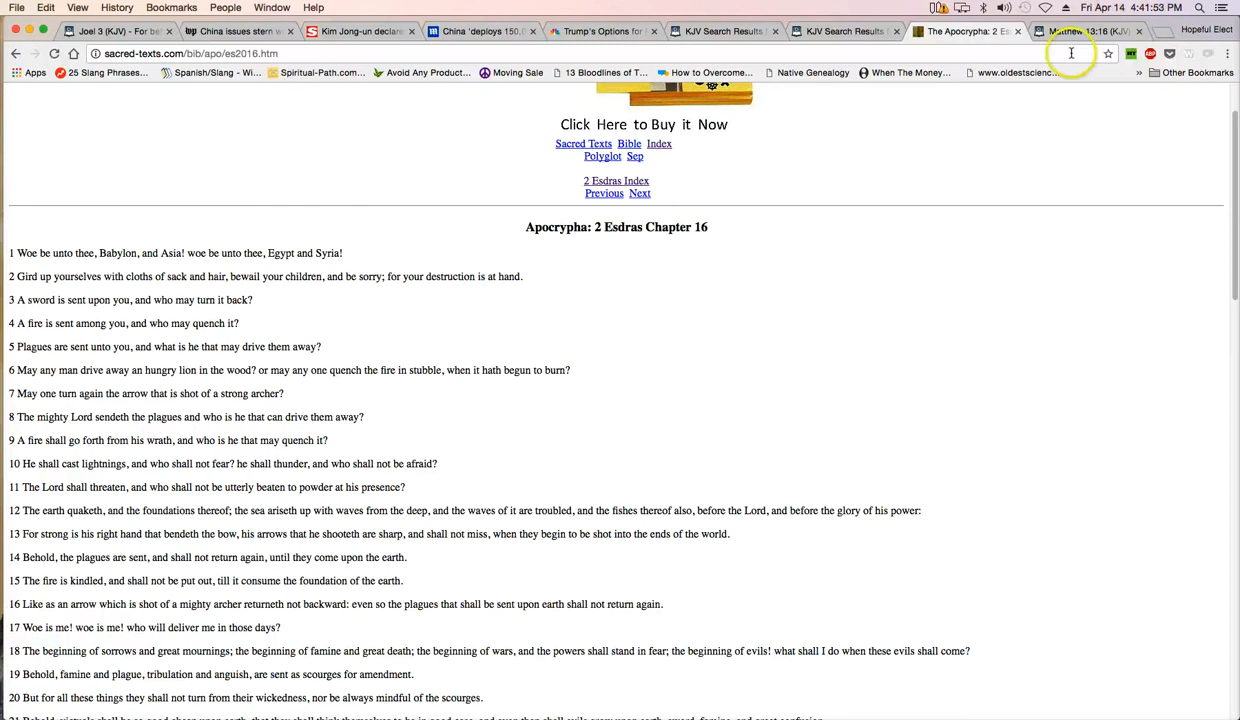 File Edit View History Bookmarks People Window Help Fri Apr 14 4:41:53 PM
Joel 3 (KJV) - For be China issues stern w Kim Jong-un declare China 'deploys 150,0 Trump's Options for KJV Search Results KJV Search Results The Apocrypha: 2 Es Matthew 13:16 (KJV) Hopeful Elect
sacred-texts.com/bib/apo/es2016.htm
Apps 25 Slang Phrases... Spanish/Slang - Wi... Spiritual-Path.com... Avoid Any Product... Moving Sale 13 Bloodlines of T... How to Overcome... Native Genealogy When The Money... www.oldestscienc... » Other Bookmarks
Click Here to Buy it Now
Sacred Texts Bible Index
Polyglot Sep
2 Esdras Index
Previous Next
Apocrypha: 2 Esdras Chapter 16
1 Woe be unto thee, Babylon, and Asia! woe be unto thee, Egypt and Syria!
2 Gird up yourselves with cloths of sack and hair, bewail your children, and be sorry; for your destruction is at hand.
3 A sword is sent upon you, and who may turn it back?
4 A fire is sent among you, and who may quench it?
5 Plagues are sent unto you, and what is he that may drive them away?
6 May any man drive away an hungry lion in the wood? or may any one quench the fire in stubble, when it hath begun to burn?
7 May one turn again the arrow that is shot of a strong archer?
8 The mighty Lord sendeth the plagues and who is he that can drive them away?
9 A fire shall go forth from his wrath, and who is he that may quench it?
10 He shall cast lightnings, and who shall not fear? he shall thunder, and who shall not be afraid?
11 The Lord shall threaten, and who shall not be utterly beaten to powder at his presence?
12 The earth quaketh, and the foundations thereof; the sea ariseth up with waves from the deep, and the waves of it are troubled, and the fishes thereof also, before the Lord, and before the glory of his power:
13 For strong is his right hand that bendeth the bow, his arrows that he shooteth are sharp, and shall not miss, when they begin to be shot into the ends of the world.
14 Behold, the plagues are sent, and shall not return again, until they come upon the earth.
15 The fire is kindled, and shall not be put out, till it consume the foundation of the earth.
16 Like as an arrow which is shot of a mighty archer returneth not backward: even so the plagues that shall be sent upon earth shall not return again.
17 Woe is me! woe is me! who will deliver me in those days?
18 The beginning of sorrows and great mournings; the beginning of famine and great death; the beginning of wars, and the powers shall stand in fear; the beginning of evils! what shall I do when these evils shall come?
19 Behold, famine and plague, tribulation and anguish, are sent as scourges for amendment.
20 But for all these things they shall not turn from their wickedness, nor be always mindful of the scourges.